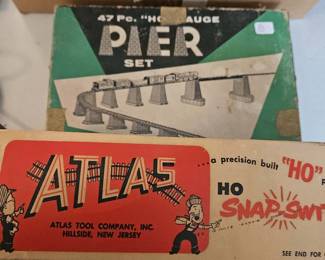 47 Pc. "HO" GAUGE
PIER
SET
ATLAS
ATLAS TOOL COMPANY, INC.
HILLSIDE, NEW JERSEY
...a precision built "HO"
HO
SNAP-SWI
SEE END FOR